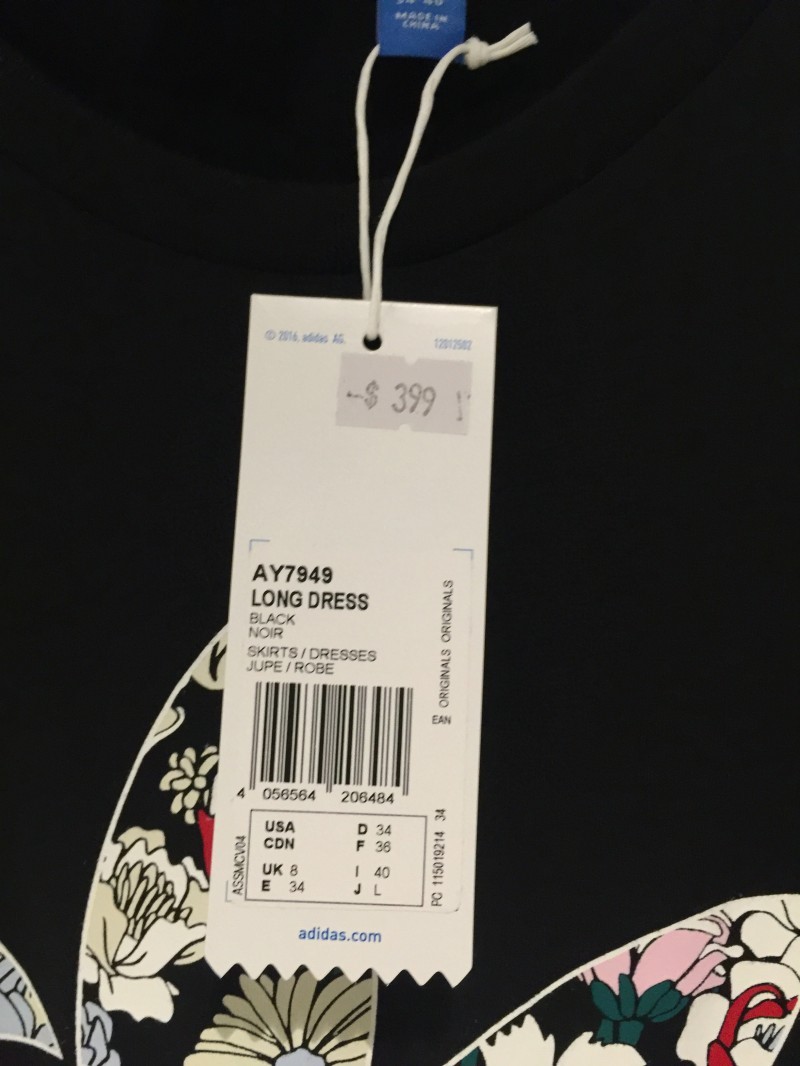 MADE IN
CHINA
© 2016, adidas AG.
12012502
$ 399
AY7949
LONG DRESS
BLACK
NOIR
SKIRTS / DRESSES
JUPE / ROBE
ORIGINALS ORIGINALS
EAN
4 056564 206484
USA D 34
CDN F 36
UK 8 I 40
E 34 J L
ASSMCV04
PC 115019214 34
adidas.com